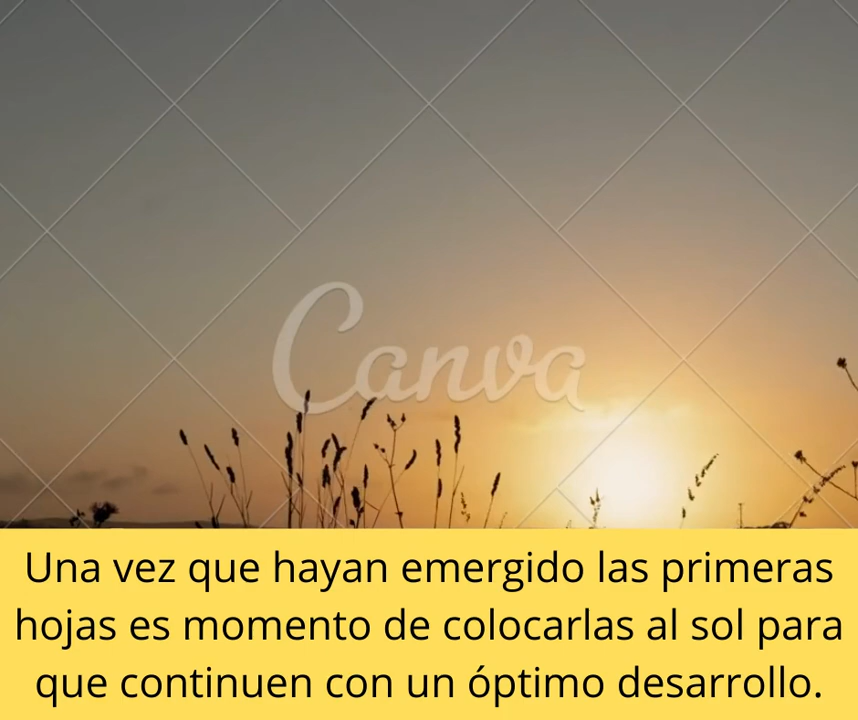 Canva
Una vez que hayan emergido las primeras
hojas es momento de colocarlas al sol para
que continuen con un óptimo desarrollo.